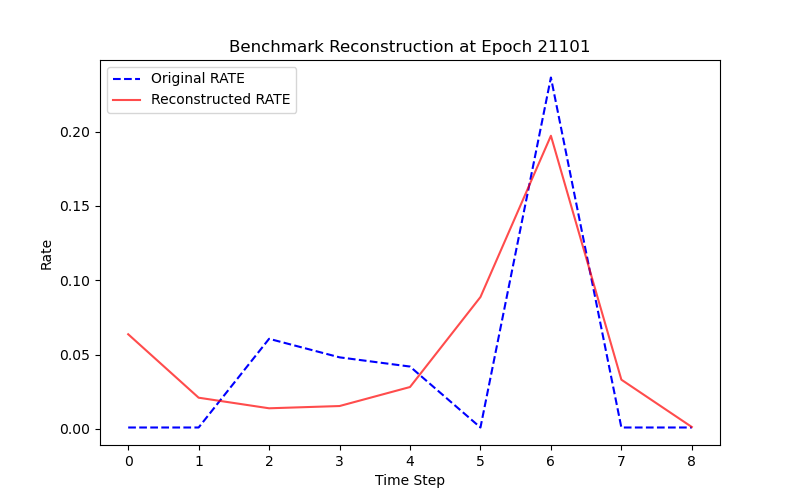 Benchmark Reconstruction at Epoch 21101
Original RATE
Reconstructed RATE
0.20
0.15
0.10
0.05
0.00
Rate
0 1 2 3 4 5 6 7 8
Time Step